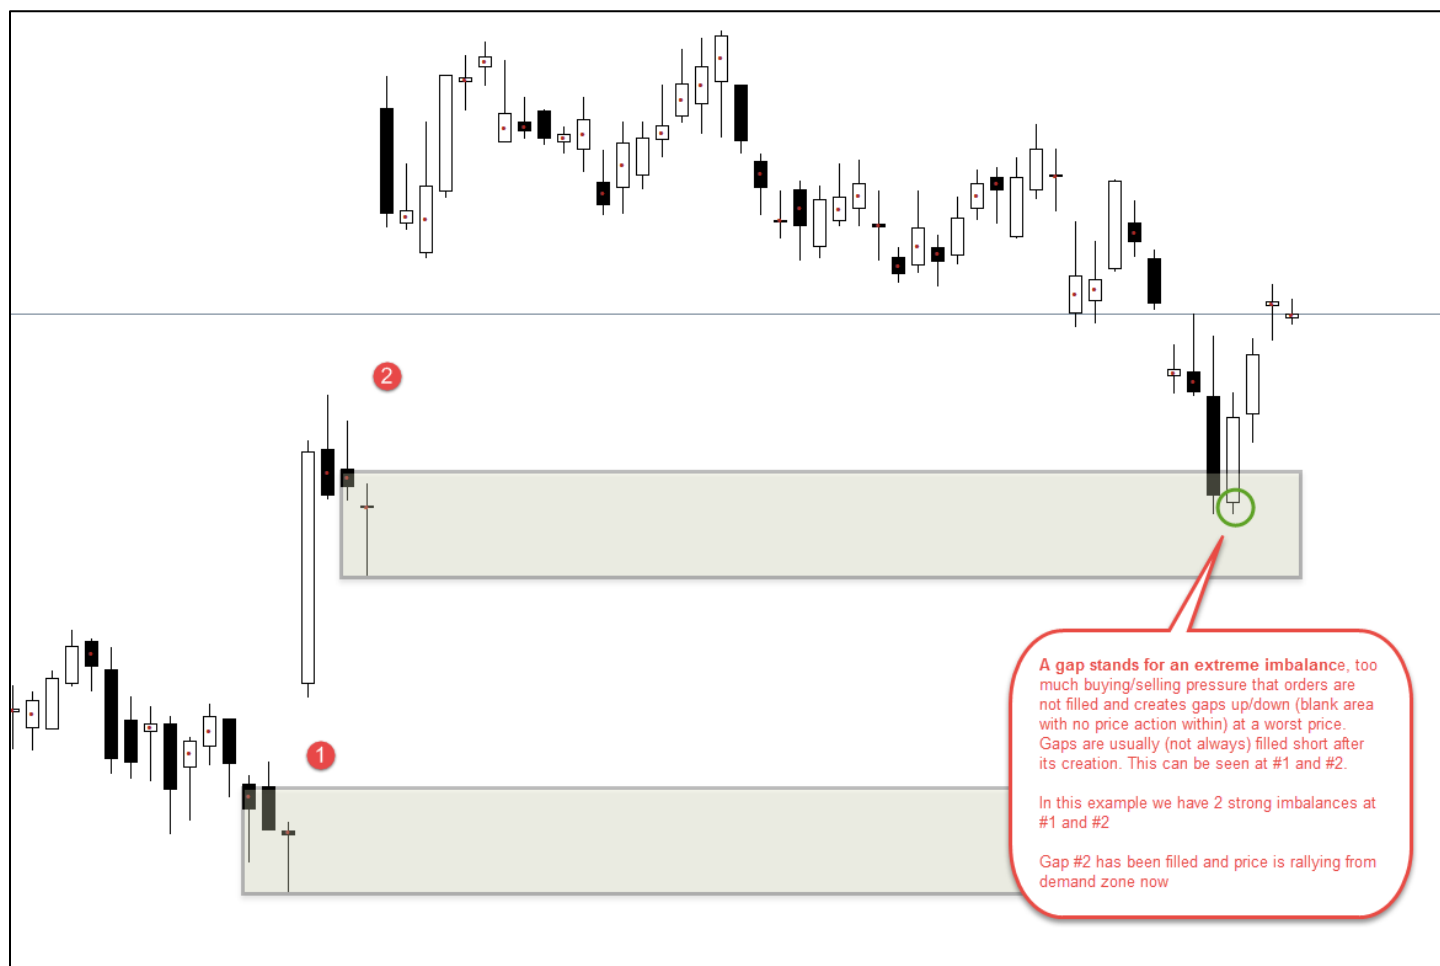 2
1
A gap stands for an extreme imbalance, too
much buying/selling pressure that orders are
not filled and creates gaps up/down (blank area
with no price action within) at a worst price.
Gaps are usually (not always) filled short after
its creation. This can be seen at #1 and #2.
In this example we have 2 strong imbalances at
#1 and #2
Gap #2 has been filled and price is rallying from
demand zone now